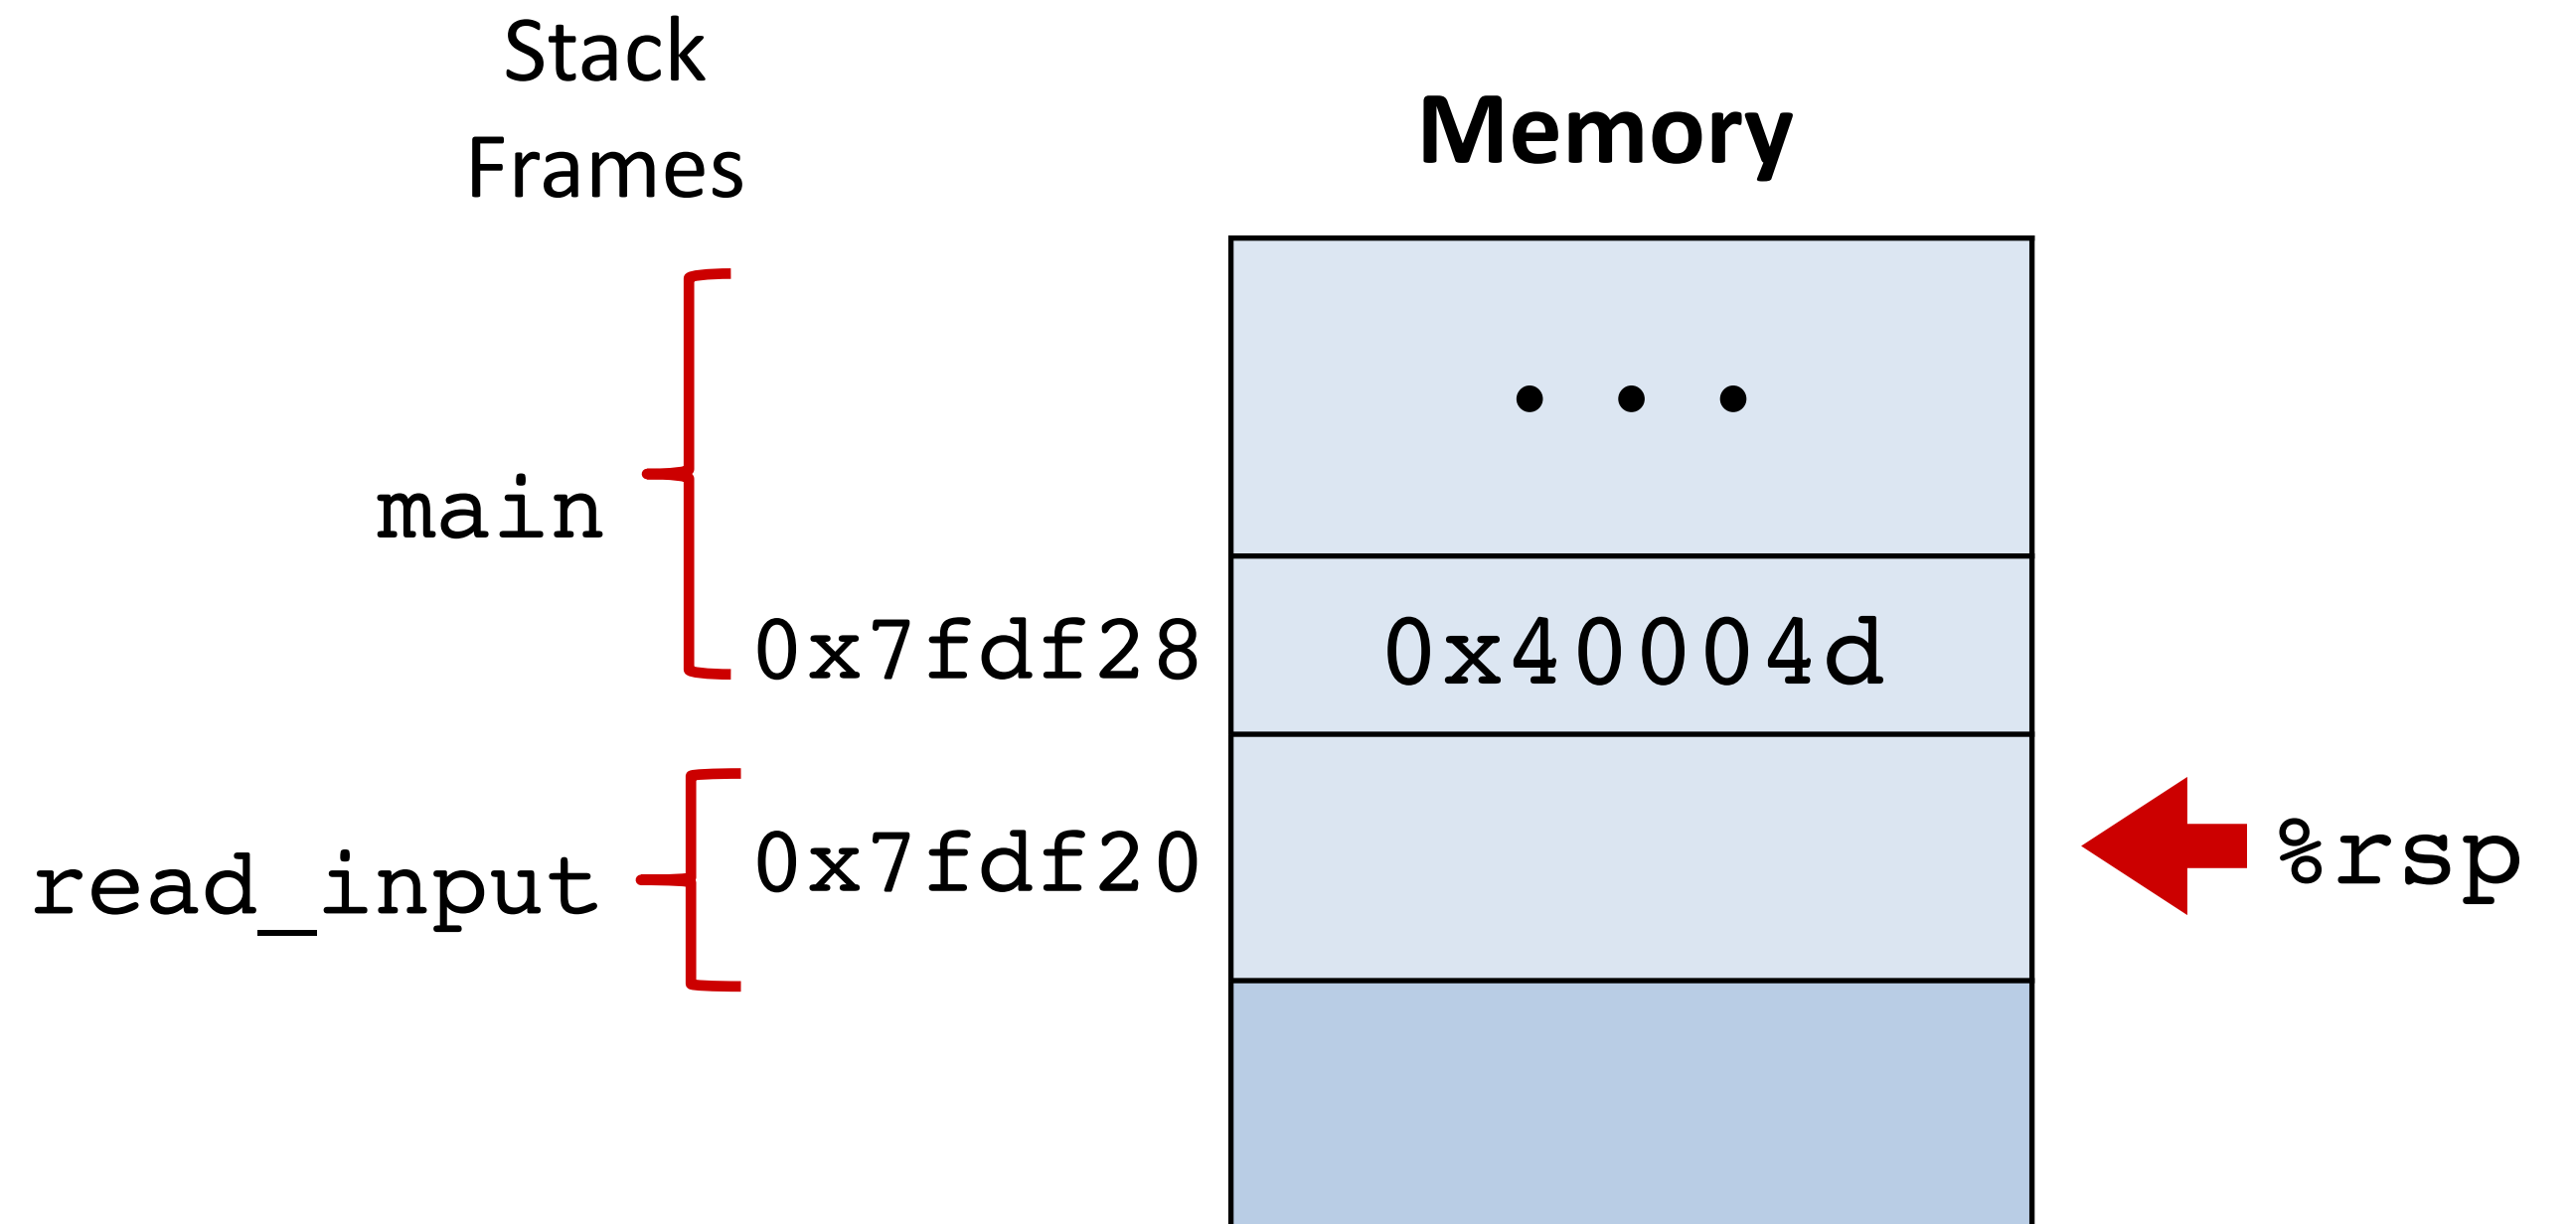 Stack
Frames
Memory
main
0x7fdf28
0x40004d
read_input
0x7fdf20
%rsp